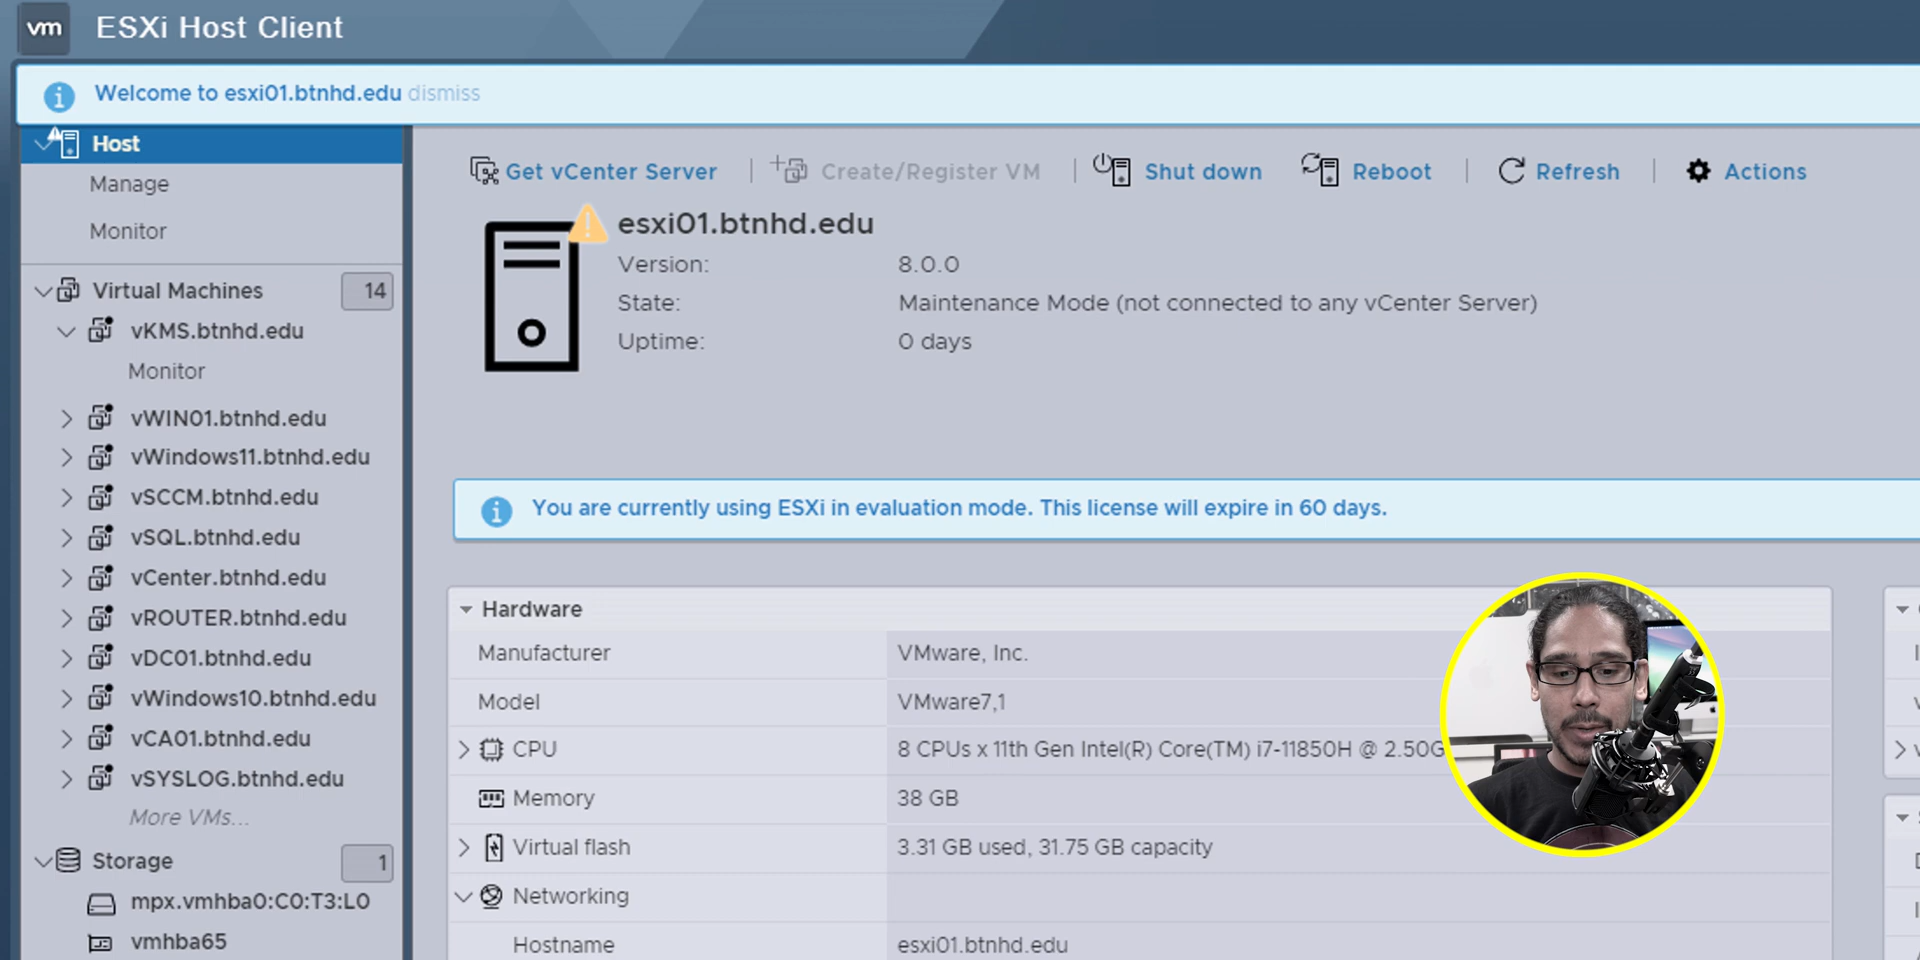 vm ESXi Host Client
Welcome to esxi01.btnhd.edu dismiss
Host
Manage
Monitor
Virtual Machines 14
vKMS.btnhd.edu
Monitor
vWIN01.btnhd.edu
vWindows11.btnhd.edu
vSCCM.btnhd.edu
vSQL.btnhd.edu
vCenter.btnhd.edu
vROUTER.btnhd.edu
vDC01.btnhd.edu
vWindows10.btnhd.edu
vCA01.btnhd.edu
vSYSLOG.btnhd.edu
More VMs...
Storage 1
mpx.vmhba0:C0:T3:L0
vmhba65
Get vCenter Server Create/Register VM Shut down Reboot Refresh Actions
esxi01.btnhd.edu
Version: 8.0.0
State: Maintenance Mode (not connected to any vCenter Server)
Uptime: 0 days
You are currently using ESXi in evaluation mode. This license will expire in 60 days.
Hardware
Manufacturer VMware, Inc.
Model VMware7,1
CPU 8 CPUs x 11th Gen Intel(R) Core(TM) i7-11850H @ 2.50G
Memory 38 GB
Virtual flash 3.31 GB used, 31.75 GB capacity
Networking
Hostname esxi01.btnhd.edu